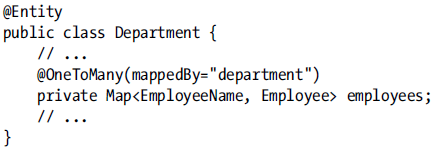 @Entity
public class Department {
    // ...
    @OneToMany(mappedBy="department")
    private Map<EmployeeName, Employee> employees;
    // ...
}